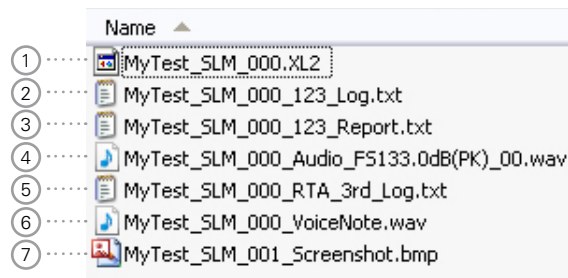 Name
1 MyTest_SLM_000.XL2
2 MyTest_SLM_000_123_Log.txt
3 MyTest_SLM_000_123_Report.txt
4 MyTest_SLM_000_Audio_FS133.0dB(PK)_00.wav
5 MyTest_SLM_000_RTA_3rd_Log.txt
6 MyTest_SLM_000_VoiceNote.wav
7 MyTest_SLM_001_Screenshot.bmp